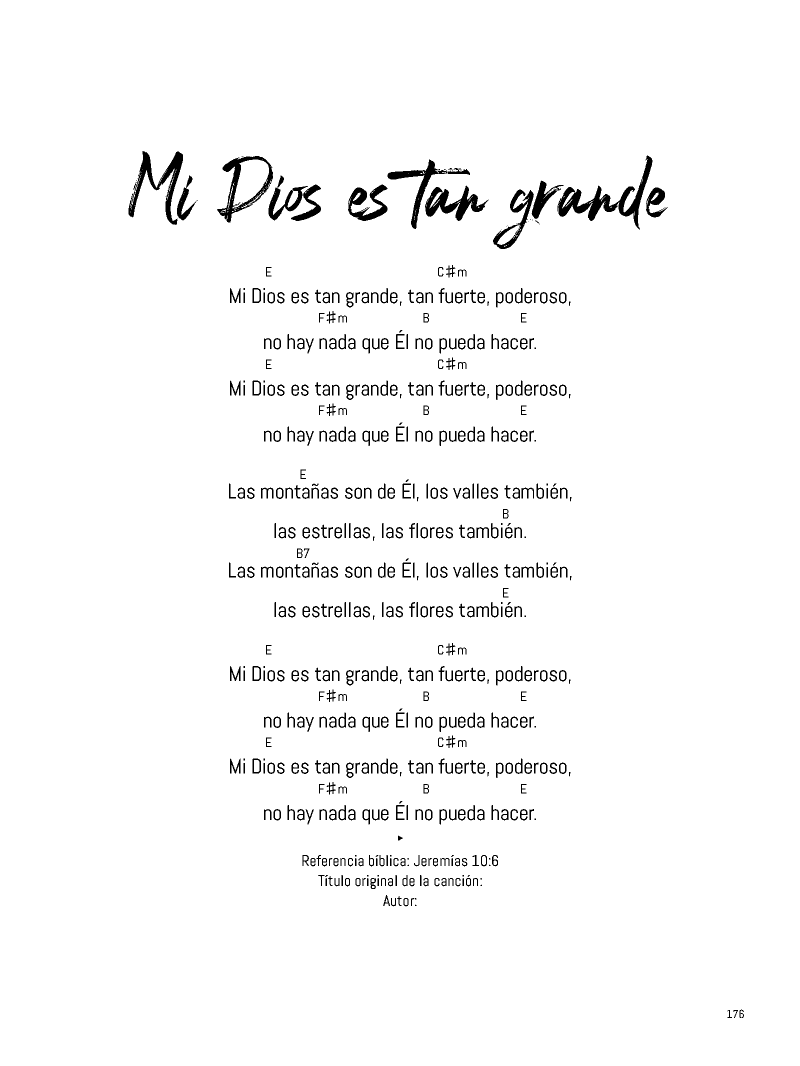 Mi Dios es tan grande
E C♯m
Mi Dios es tan grande, tan fuerte, poderoso,
F♯m B E
no hay nada que Él no pueda hacer.
E C♯m
Mi Dios es tan grande, tan fuerte, poderoso,
F♯m B E
no hay nada que Él no pueda hacer.
E
Las montañas son de Él, los valles también,
B
las estrellas, las flores también.
B7
Las montañas son de Él, los valles también,
E
las estrellas, las flores también.
E C♯m
Mi Dios es tan grande, tan fuerte, poderoso,
F♯m B E
no hay nada que Él no pueda hacer.
E C♯m
Mi Dios es tan grande, tan fuerte, poderoso,
F♯m B E
no hay nada que Él no pueda hacer.
Referencia bíblica: Jeremías 10:6
Título original de la canción:
Autor:
176